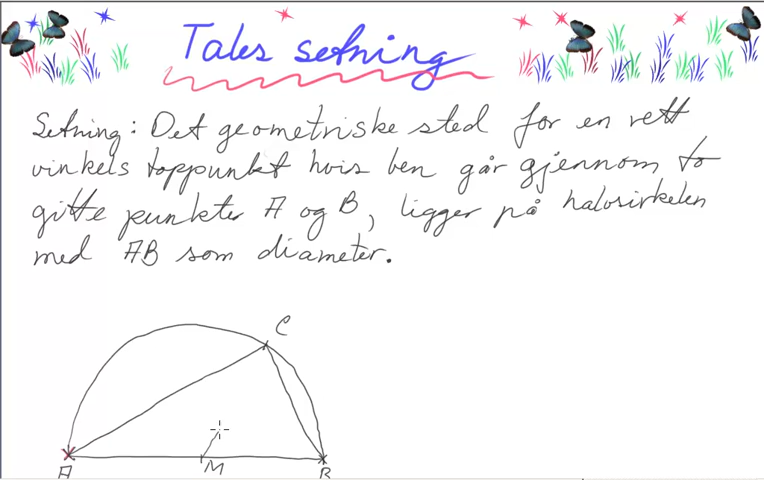 Tales setning
Setning: Det geometriske sted for en rett
vinkels toppunkt hvis ben går gjennom to
gitte punkter A og B, ligger på halvsirkelen
med AB som diameter.
C
A M B